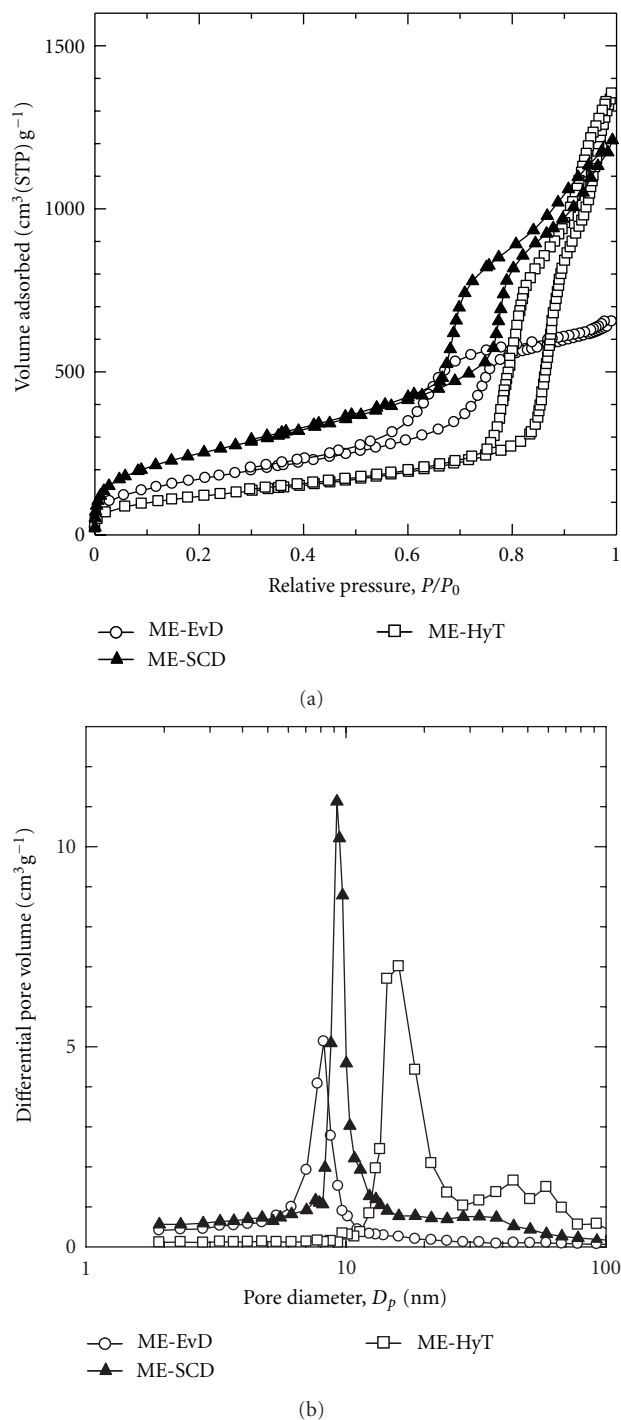 1500
1000
500
0
Volume adsorbed (cm³(STP) g⁻¹)
0 0.2 0.4 0.6 0.8 1
Relative pressure, P/P₀
ME-EvD ME-HyT
ME-SCD
(a)
10
5
0
Differential pore volume (cm³g⁻¹)
1 10 100
Pore diameter, Dₚ (nm)
ME-EvD ME-HyT
ME-SCD
(b)